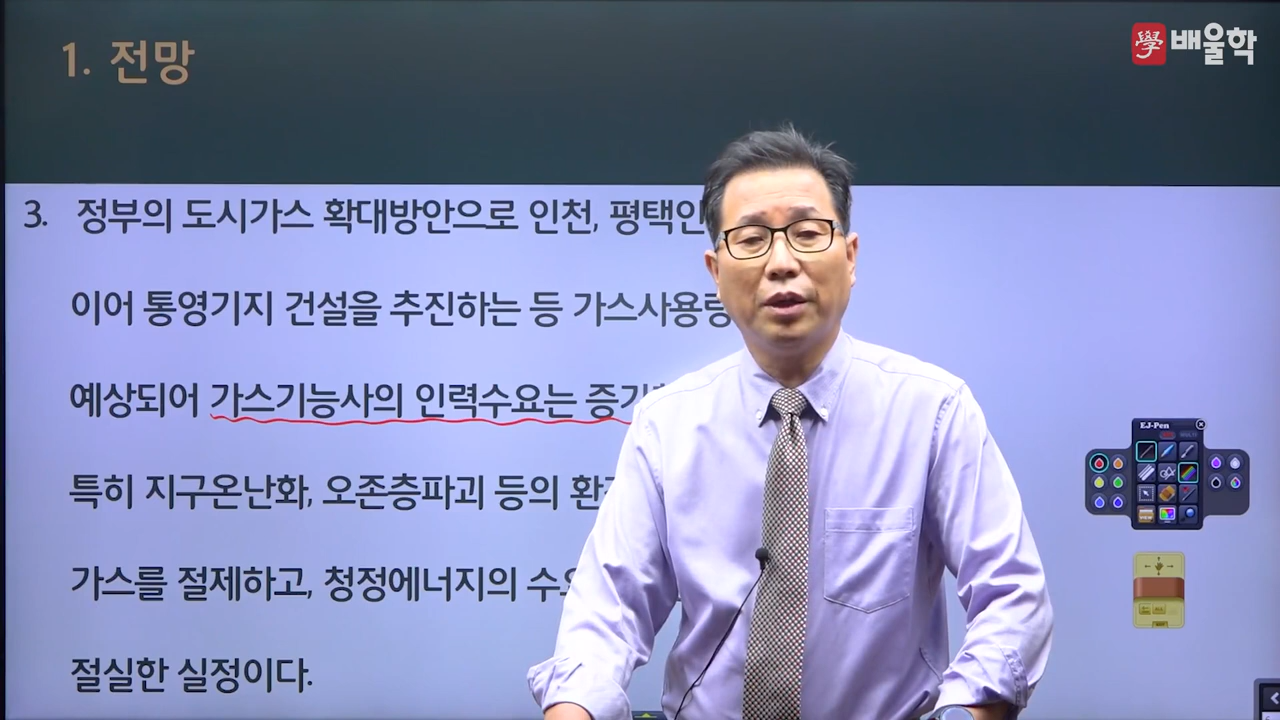 1. 전망
學 배울학
3. 정부의 도시가스 확대방안으로 인천, 평택인
이어 통영기지 건설을 추진하는 등 가스사용량
예상되어 가스기능사의 인력수요는
특히 지구온난화, 오존층파괴 등의
가스를 절제하고, 청정에너지의
절실한 실정이다.
EJ-Pen